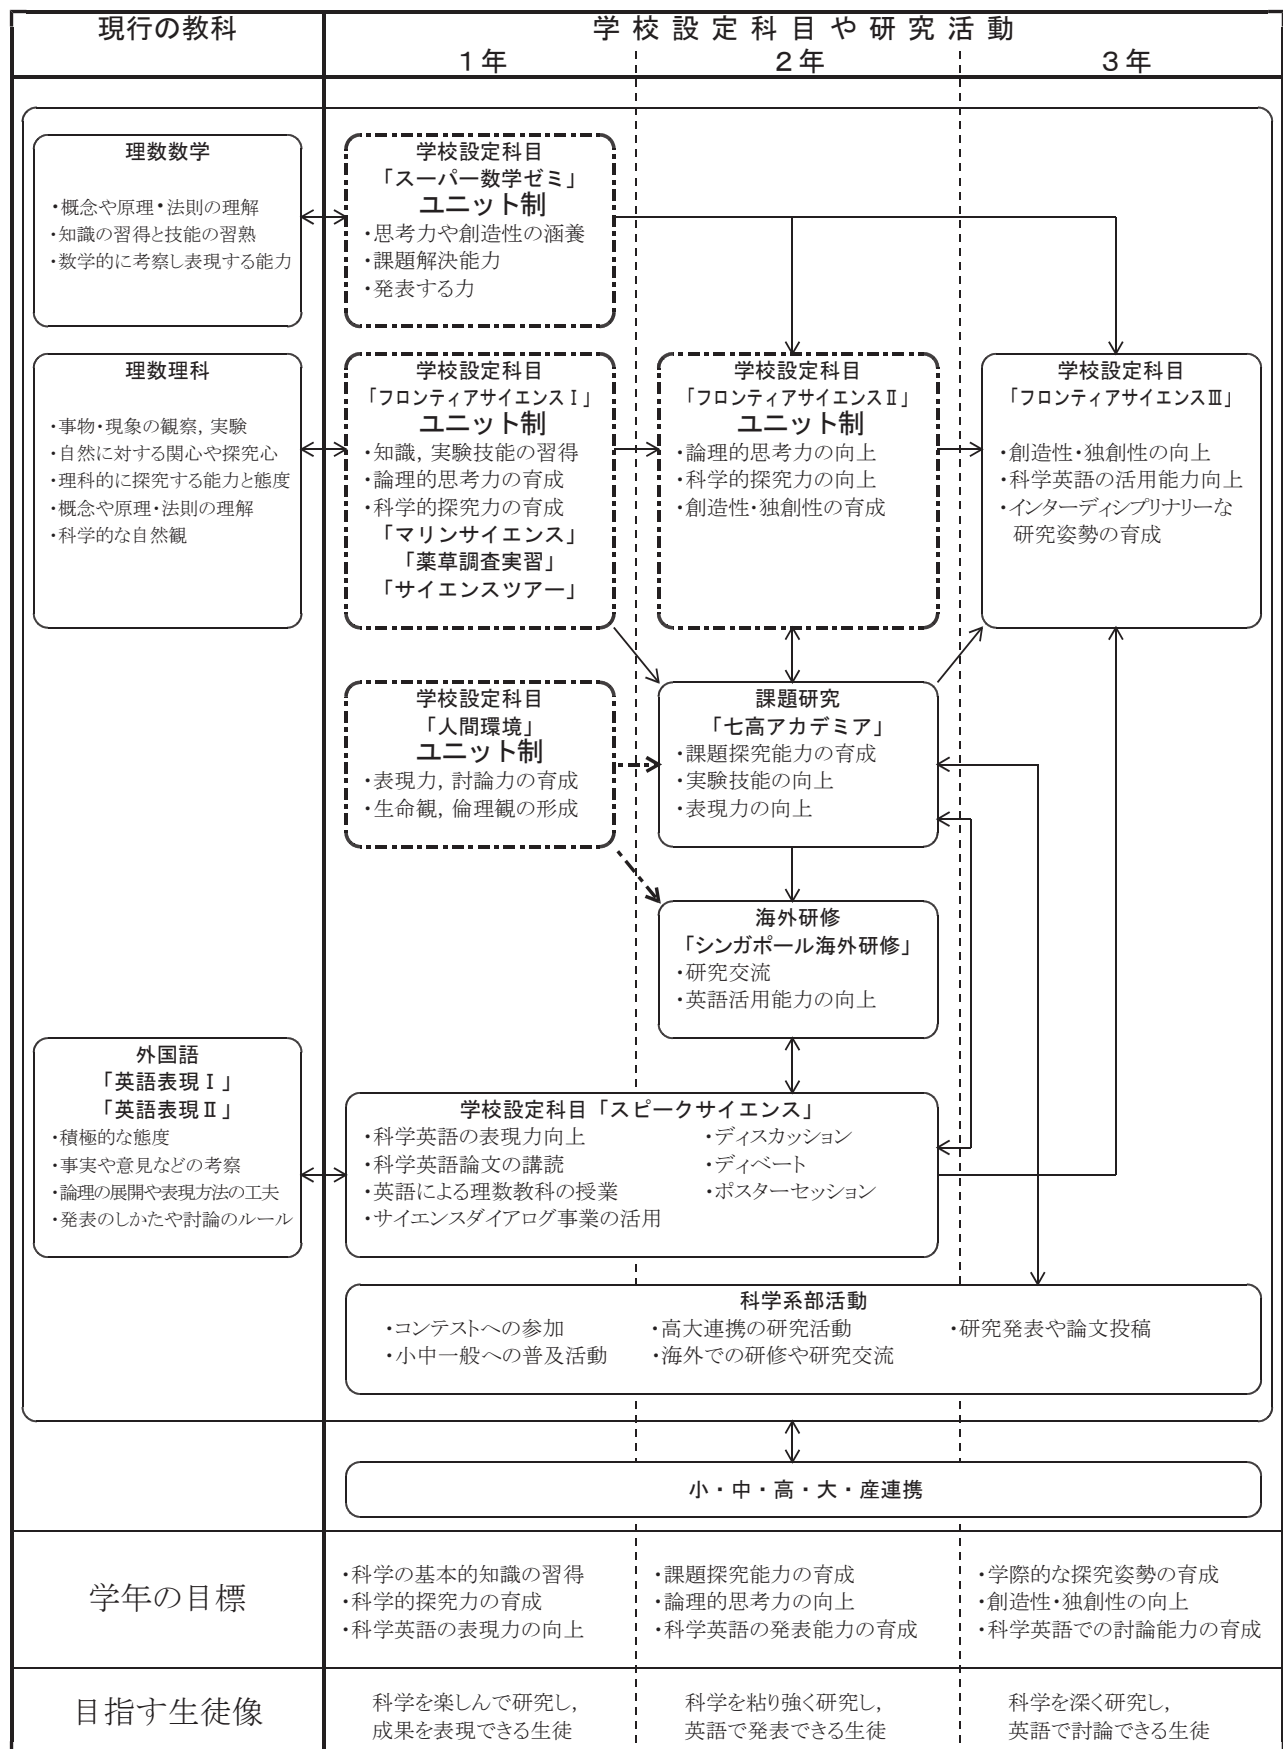 現行の教科
学校設定科目や研究活動
1年
2年
3年
理数数学
・概念や原理・法則の理解
・知識の習得と技能の習熟
・数学的に考察し表現する能力
学校設定科目
「スーパー数学ゼミ」
ユニット制
・思考力や創造性の涵養
・課題解決能力
・発表する力
理数理科
・事物・現象の観察，実験
・自然に対する関心や探究心
・理科的に探究する能力と態度
・概念や原理・法則の理解
・科学的な自然観
学校設定科目
「フロンティアサイエンスⅠ」
ユニット制
・知識，実験技能の習得
・論理的思考力の育成
・科学的探究力の育成
「マリンサイエンス」
「薬草調査実習」
「サイエンスツアー」
学校設定科目
「フロンティアサイエンスⅡ」
ユニット制
・論理的思考力の向上
・科学的探究力の向上
・創造性・独創性の育成
学校設定科目
「フロンティアサイエンスⅢ」
・創造性・独創性の向上
・科学英語の活用能力向上
・インターディシプリナリーな
研究姿勢の育成
学校設定科目
「人間環境」
ユニット制
・表現力，討論力の育成
・生命観，倫理観の形成
課題研究
「七高アカデミア」
・課題探究能力の育成
・実験技能の向上
・表現力の向上
海外研修
「シンガポール海外研修」
・研究交流
・英語活用能力の向上
外国語
「英語表現Ⅰ」
「英語表現Ⅱ」
・積極的な態度
・事実や意見などの考察
・論理の展開や表現方法の工夫
・発表のしかたや討論のルール
学校設定科目「スピークサイエンス」
・科学英語の表現力向上
・科学英語論文の講読
・英語による理数教科の授業
・サイエンスダイアログ事業の活用
・ディスカッション
・ディベート
・ポスターセッション
科学系部活動
・コンテストへの参加
・小中一般への普及活動
・高大連携の研究活動
・海外での研修や研究交流
・研究発表や論文投稿
小・中・高・大・産連携
学年の目標
・科学の基本的知識の習得
・科学的探究力の育成
・科学英語の表現力の向上
・課題探究能力の育成
・論理的思考力の向上
・科学英語の発表能力の育成
・学際的な探究姿勢の育成
・創造性・独創性の向上
・科学英語での討論能力の育成
目指す生徒像
科学を楽しんで研究し，
成果を表現できる生徒
科学を粘り強く研究し，
英語で発表できる生徒
科学を深く研究し，
英語で討論できる生徒